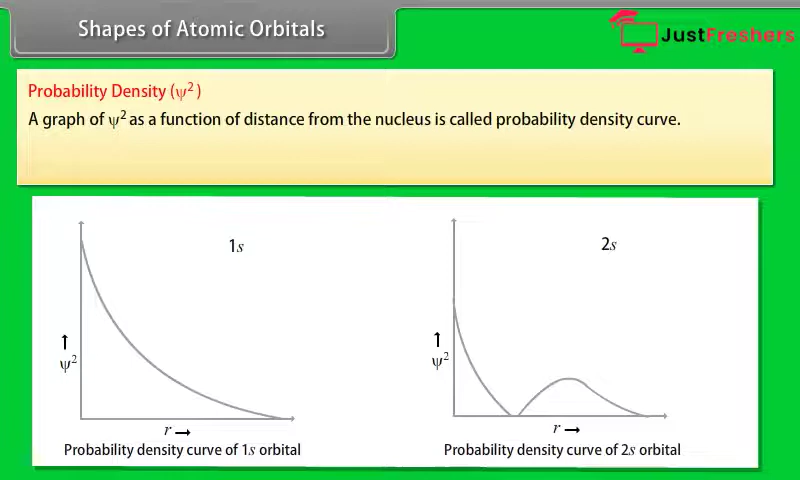 Shapes of Atomic Orbitals
JustFreshers
Probability Density (ψ²)
A graph of ψ² as a function of distance from the nucleus is called probability density curve.
1s
2s
↑
ψ²
↑
ψ²
r →
r →
Probability density curve of 1s orbital
Probability density curve of 2s orbital